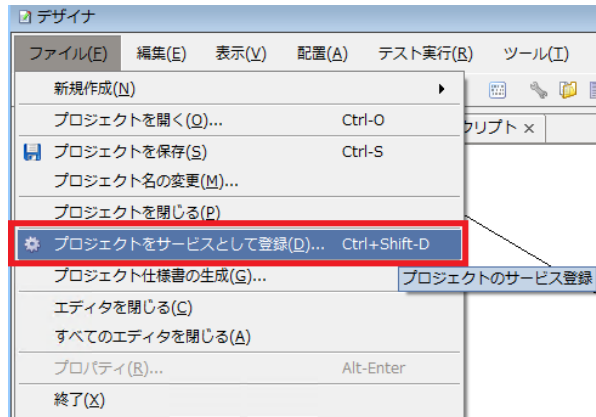 デザイナ
ファイル(F) 編集(E) 表示(V) 配置(A) テスト実行(R) ツール(T)
新規作成(N)
プロジェクトを開く(O)... Ctrl-O
クリプト ×
プロジェクトを保存(S) Ctrl-S
プロジェクト名の変更(M)...
プロジェクトを閉じる(P)
プロジェクトをサービスとして登録(D)... Ctrl+Shift-D
プロジェクト仕様書の生成(G)...
プロジェクトのサービス登録
エディタを閉じる(C)
すべてのエディタを閉じる(A)
プロパティ(R)... Alt-Enter
終了(X)